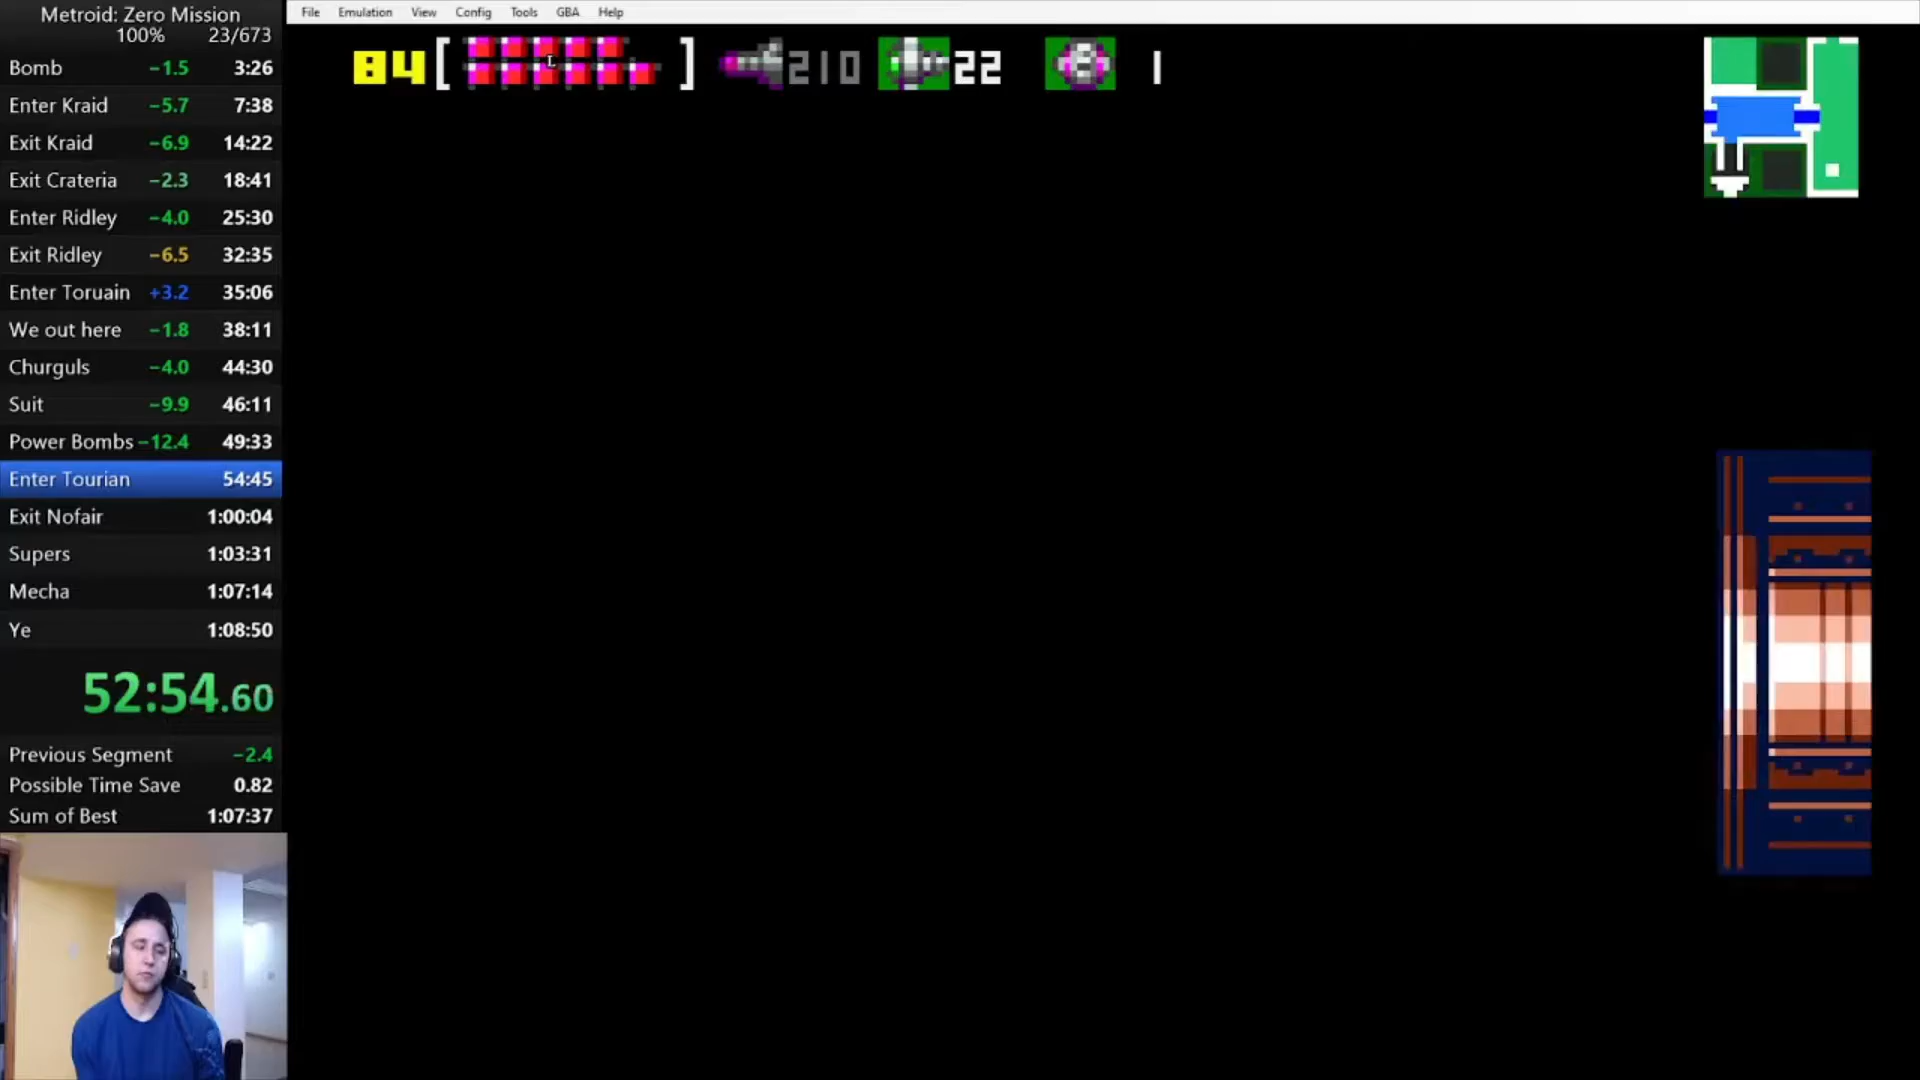 Metroid: Zero Mission
100% 23/673
Bomb -1.5 3:26
Enter Kraid -5.7 7:38
Exit Kraid -6.9 14:22
Exit Crateria -2.3 18:41
Enter Ridley -4.0 25:30
Exit Ridley -6.5 32:35
Enter Toruain +3.2 35:06
We out here -1.8 38:11
Churguls -4.0 44:30
Suit -9.9 46:11
Power Bombs -12.4 49:33
Enter Tourian 54:45
Exit Nofair 1:00:04
Supers 1:03:31
Mecha 1:07:14
Ye 1:08:50
52:54.60
Previous Segment -2.4
Possible Time Save 0.82
Sum of Best 1:07:37
File Emulation View Config Tools GBA Help
84 [ ] 210 22 1